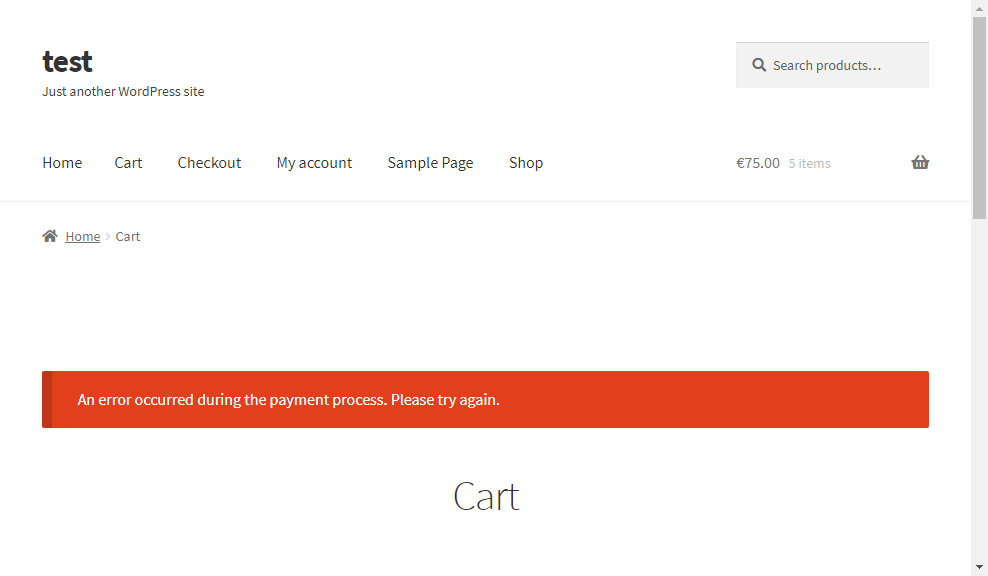 test
Just another WordPress site
Search products…
Home Cart Checkout My account Sample Page Shop
€75.00 5 items
Home › Cart
An error occurred during the payment process. Please try again.
Cart